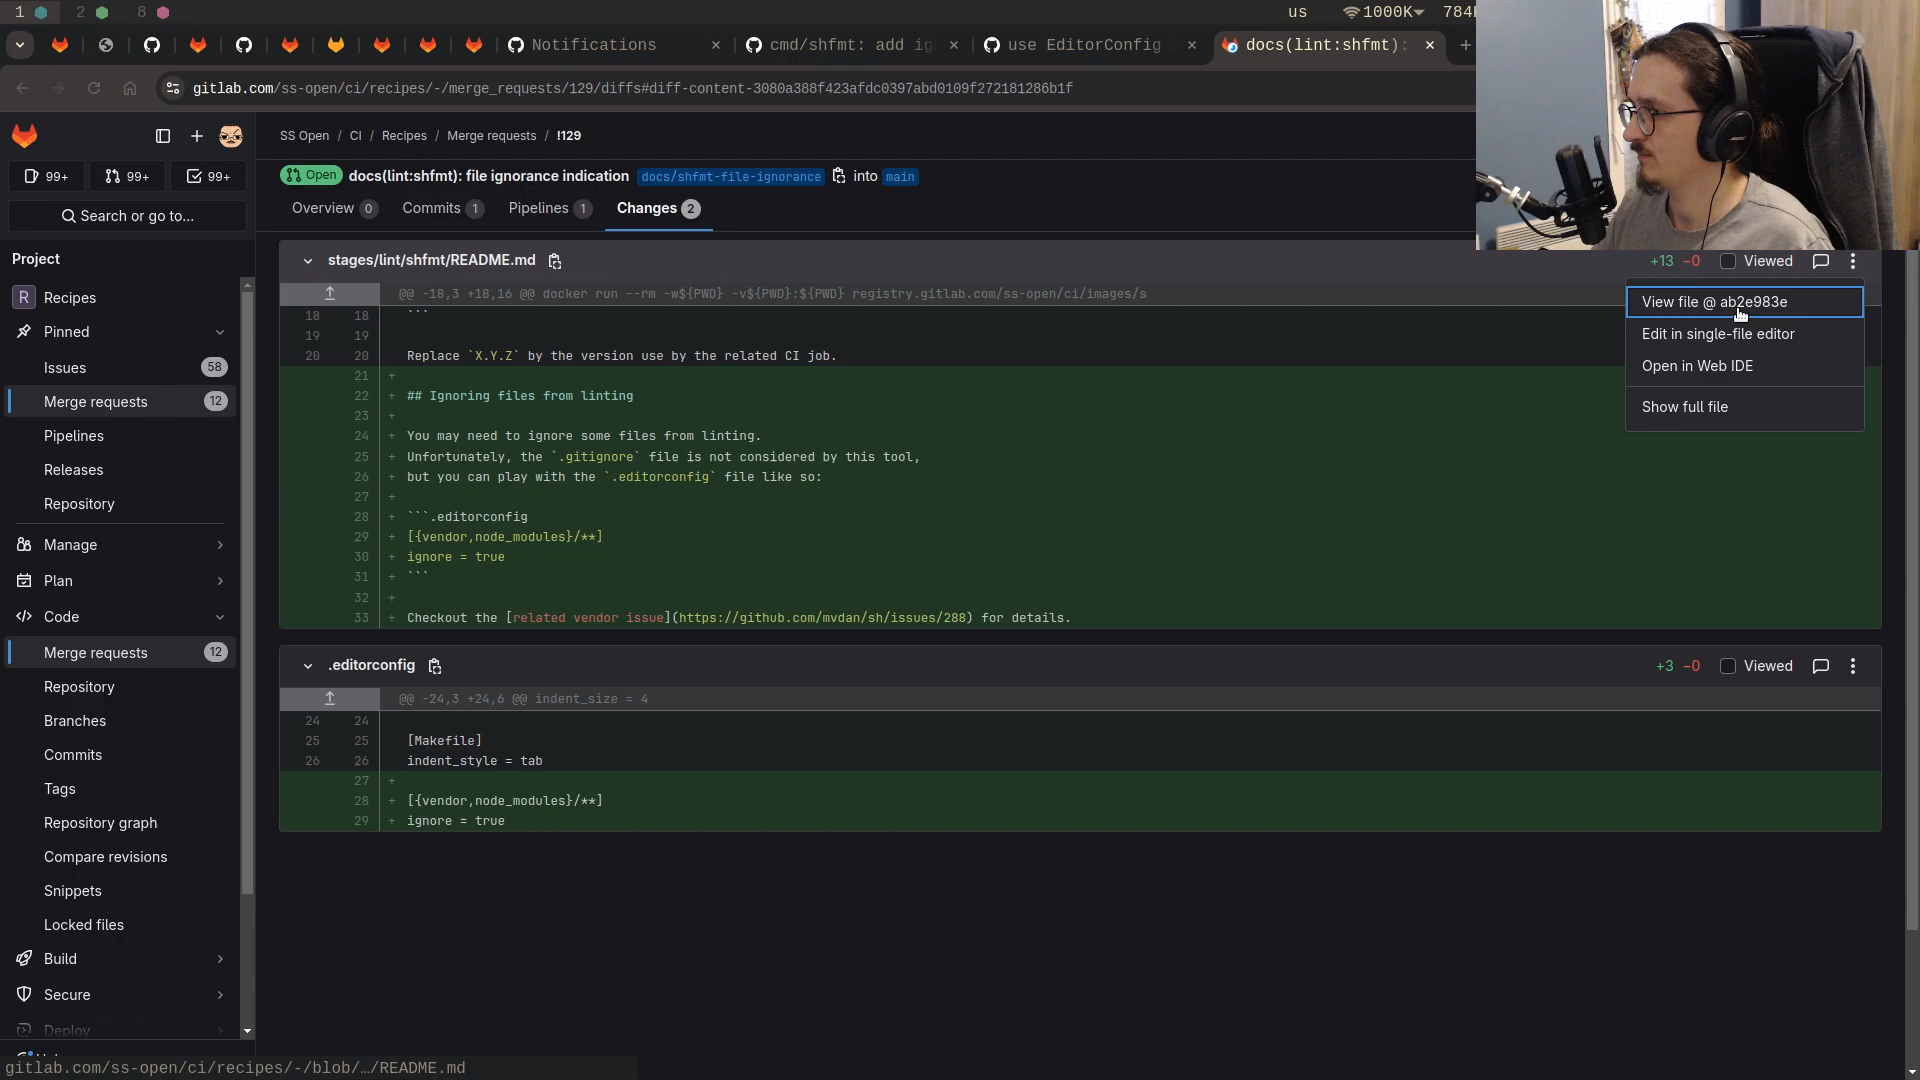 1 2 8 us 1000K 784K
Notifications × cmd/shfmt: add ig × use EditorConfig × docs(lint:shfmt): × +
gitlab.com/ss-open/ci/recipes/-/merge_requests/129/diffs#diff-content-3080a388f423afdc0397abd0109f272181286b1f
SS Open / CI / Recipes / Merge requests / !129
99+ 99+ 99+
Open docs(lint:shfmt): file ignorance indication docs/shfmt-file-ignorance into main
Search or go to...
Overview 0 Commits 1 Pipelines 1 Changes 2
Project
Recipes
R
Pinned
Issues 58
Merge requests 12
Pipelines
Releases
Repository
Manage
Plan
Code
Merge requests 12
Repository
Branches
Commits
Tags
Repository graph
Compare revisions
Snippets
Locked files
Build
Secure
Deploy
stages/lint/shfmt/README.md +13 −0 Viewed
@@ -18,3 +18,16 @@ docker run --rm -w${PWD} -v${PWD}:${PWD} registry.gitlab.com/ss-open/ci/images/s
18 18 ```
19 19
20 20 Replace `X.Y.Z` by the version use by the related CI job.
21 +
22 + ## Ignoring files from linting
23 +
24 + You may need to ignore some files from linting.
25 + Unfortunately, the `.gitignore` file is not considered by this tool,
26 + but you can play with the `.editorconfig` file like so:
27 +
28 + ```.editorconfig
29 + [{vendor,node_modules}/**]
30 + ignore = true
31 + ```
32 +
33 + Checkout the [related vendor issue](https://github.com/mvdan/sh/issues/288) for details.
View file @ ab2e983e
Edit in single-file editor
Open in Web IDE
Show full file
.editorconfig +3 −0 Viewed
@@ -24,3 +24,6 @@ indent_size = 4
24 24
25 25 [Makefile]
26 26 indent_style = tab
27 +
28 + [{vendor,node_modules}/**]
29 + ignore = true
gitlab.com/ss-open/ci/recipes/-/blob/…/README.md